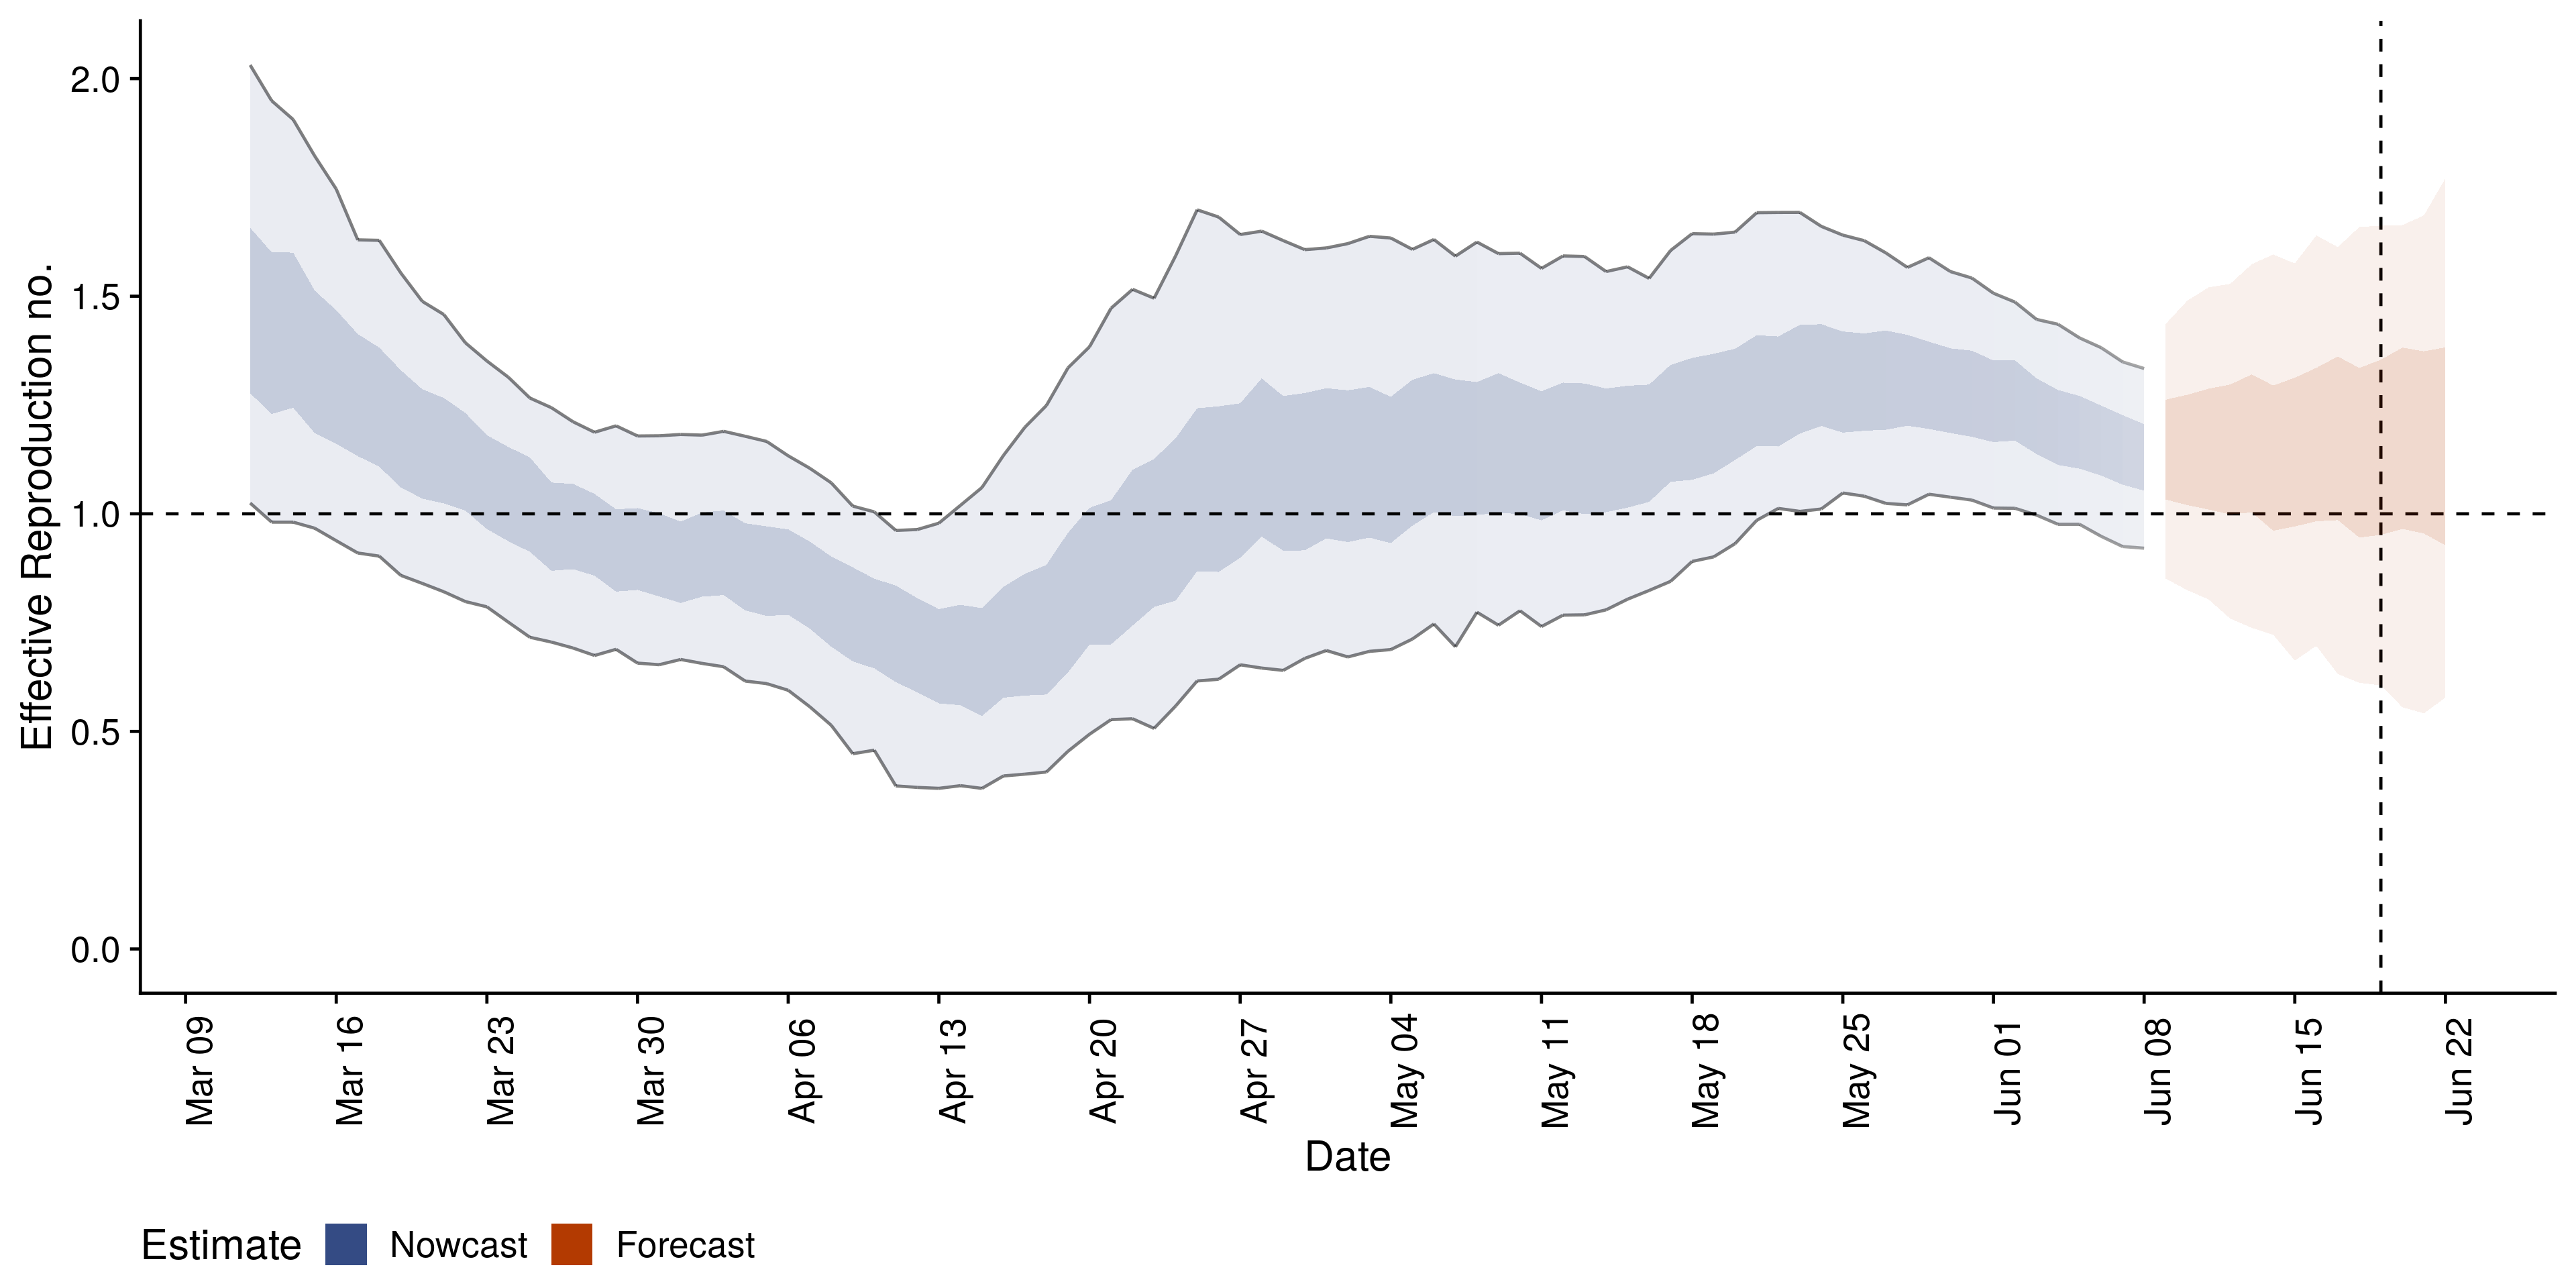 Effective Reproduction no.
2.0
1.5
1.0
0.5
0.0
Mar 09
Mar 16
Mar 23
Mar 30
Apr 06
Apr 13
Apr 20
Apr 27
May 04
May 11
May 18
May 25
Jun 01
Jun 08
Jun 15
Jun 22
Date
Estimate Nowcast Forecast